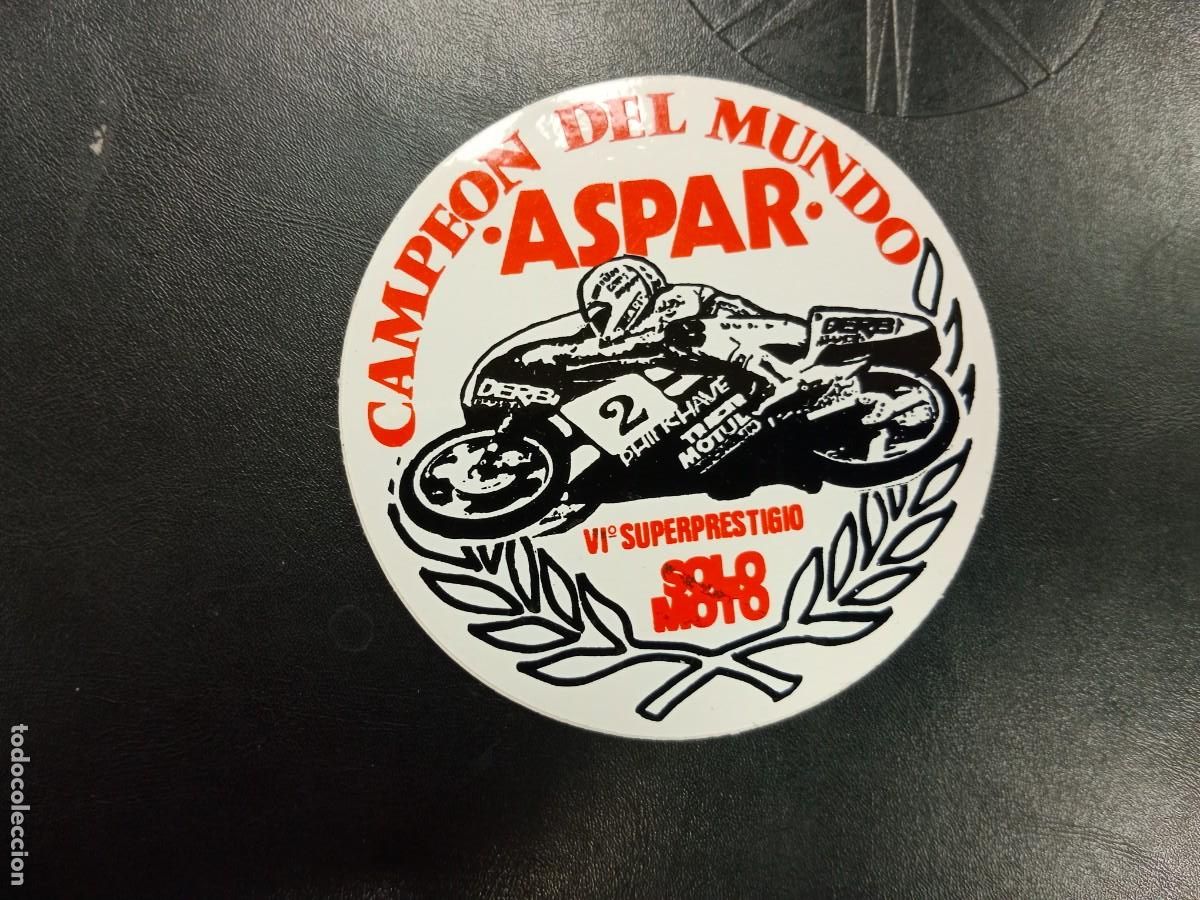 CAMPEON DEL MUNDO
·ASPAR·
DERBI
DERBI
2
MOTUL
VIº SUPERPRESTIGIO
SOLO
MOTO
todocoleccion